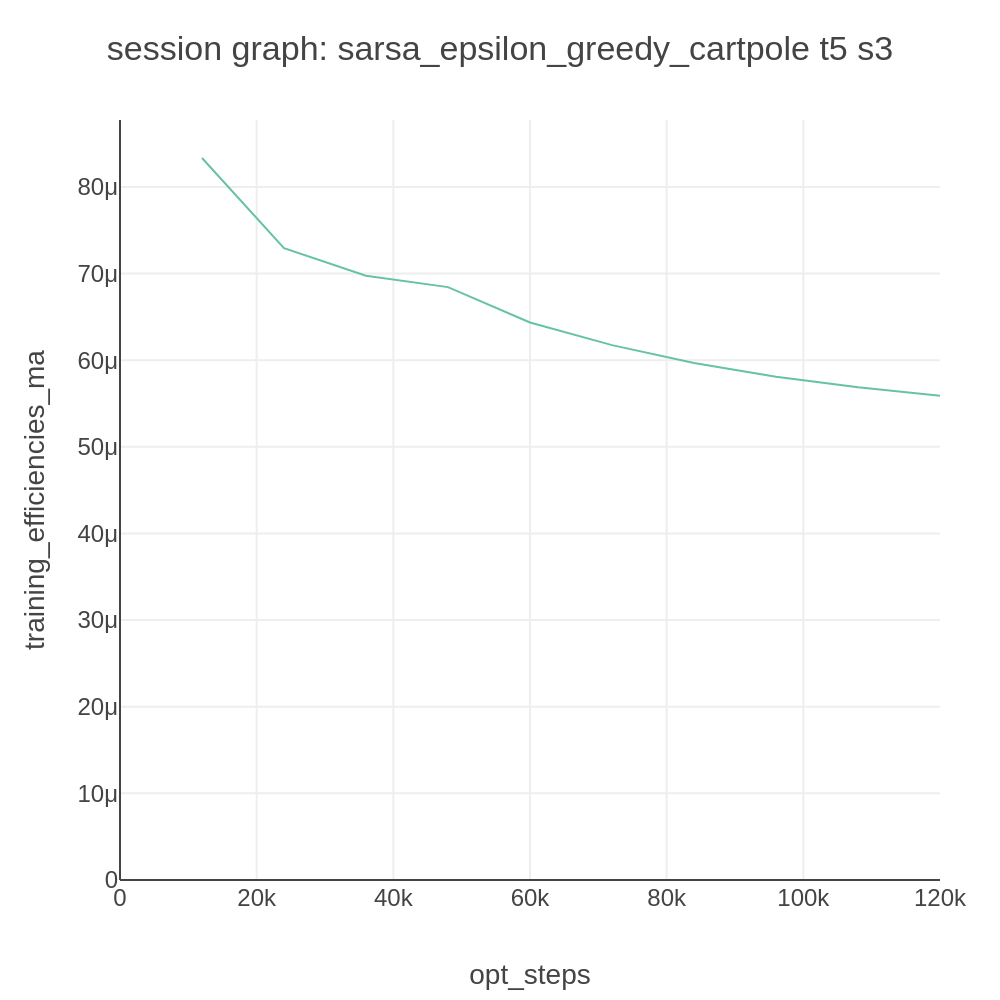 session graph: sarsa_epsilon_greedy_cartpole t5 s3
training_efficiencies_ma
80μ
70μ
60μ
50μ
40μ
30μ
20μ
10μ
0
0 20k 40k 60k 80k 100k 120k
opt_steps